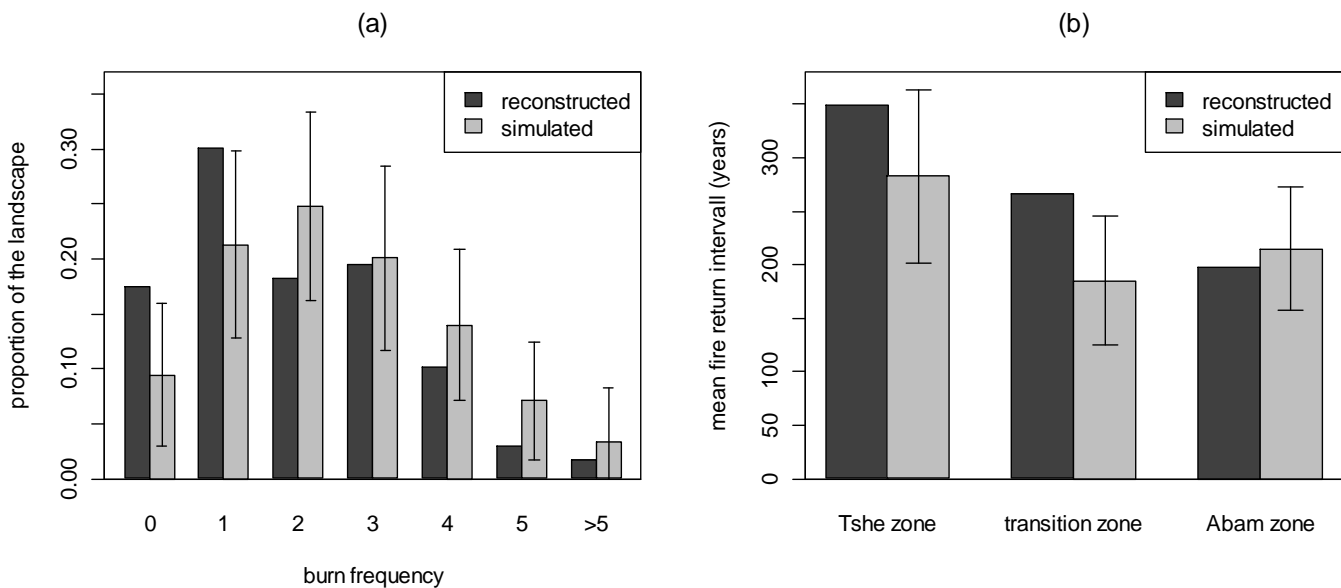 (a)
proportion of the landscape
0.00
0.10
0.20
0.30
reconstructed
simulated
0 1 2 3 4 5 >5
burn frequency
(b)
mean fire return intervall (years)
0
50
100
200
300
reconstructed
simulated
Tshe zone transition zone Abam zone